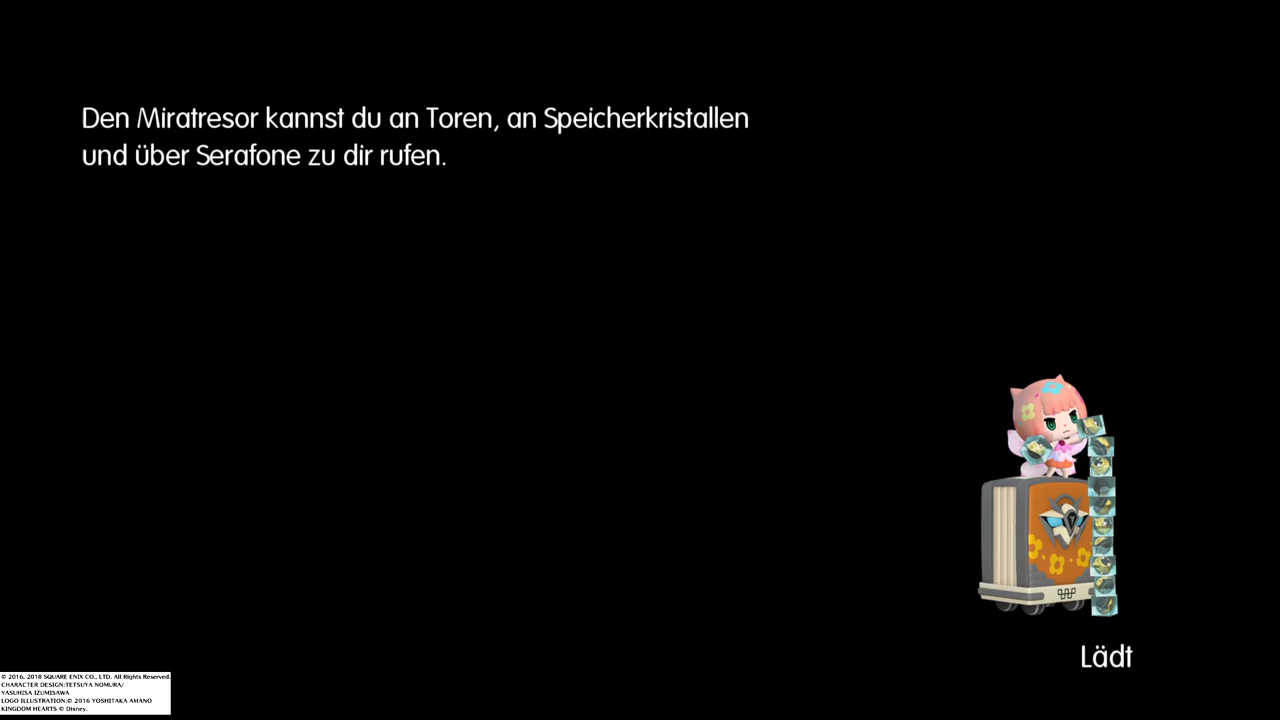 Den Miratresor kannst du an Toren, an Speicherkristallen
und über Serafone zu dir rufen.
Lädt
© 2016, 2018 SQUARE ENIX CO., LTD. All Rights Reserved.
CHARACTER DESIGN:TETSUYA NOMURA/
YASUHISA IZUMISAWA
LOGO ILLUSTRATION:© 2016 YOSHITAKA AMANO
KINGDOM HEARTS © Disney.